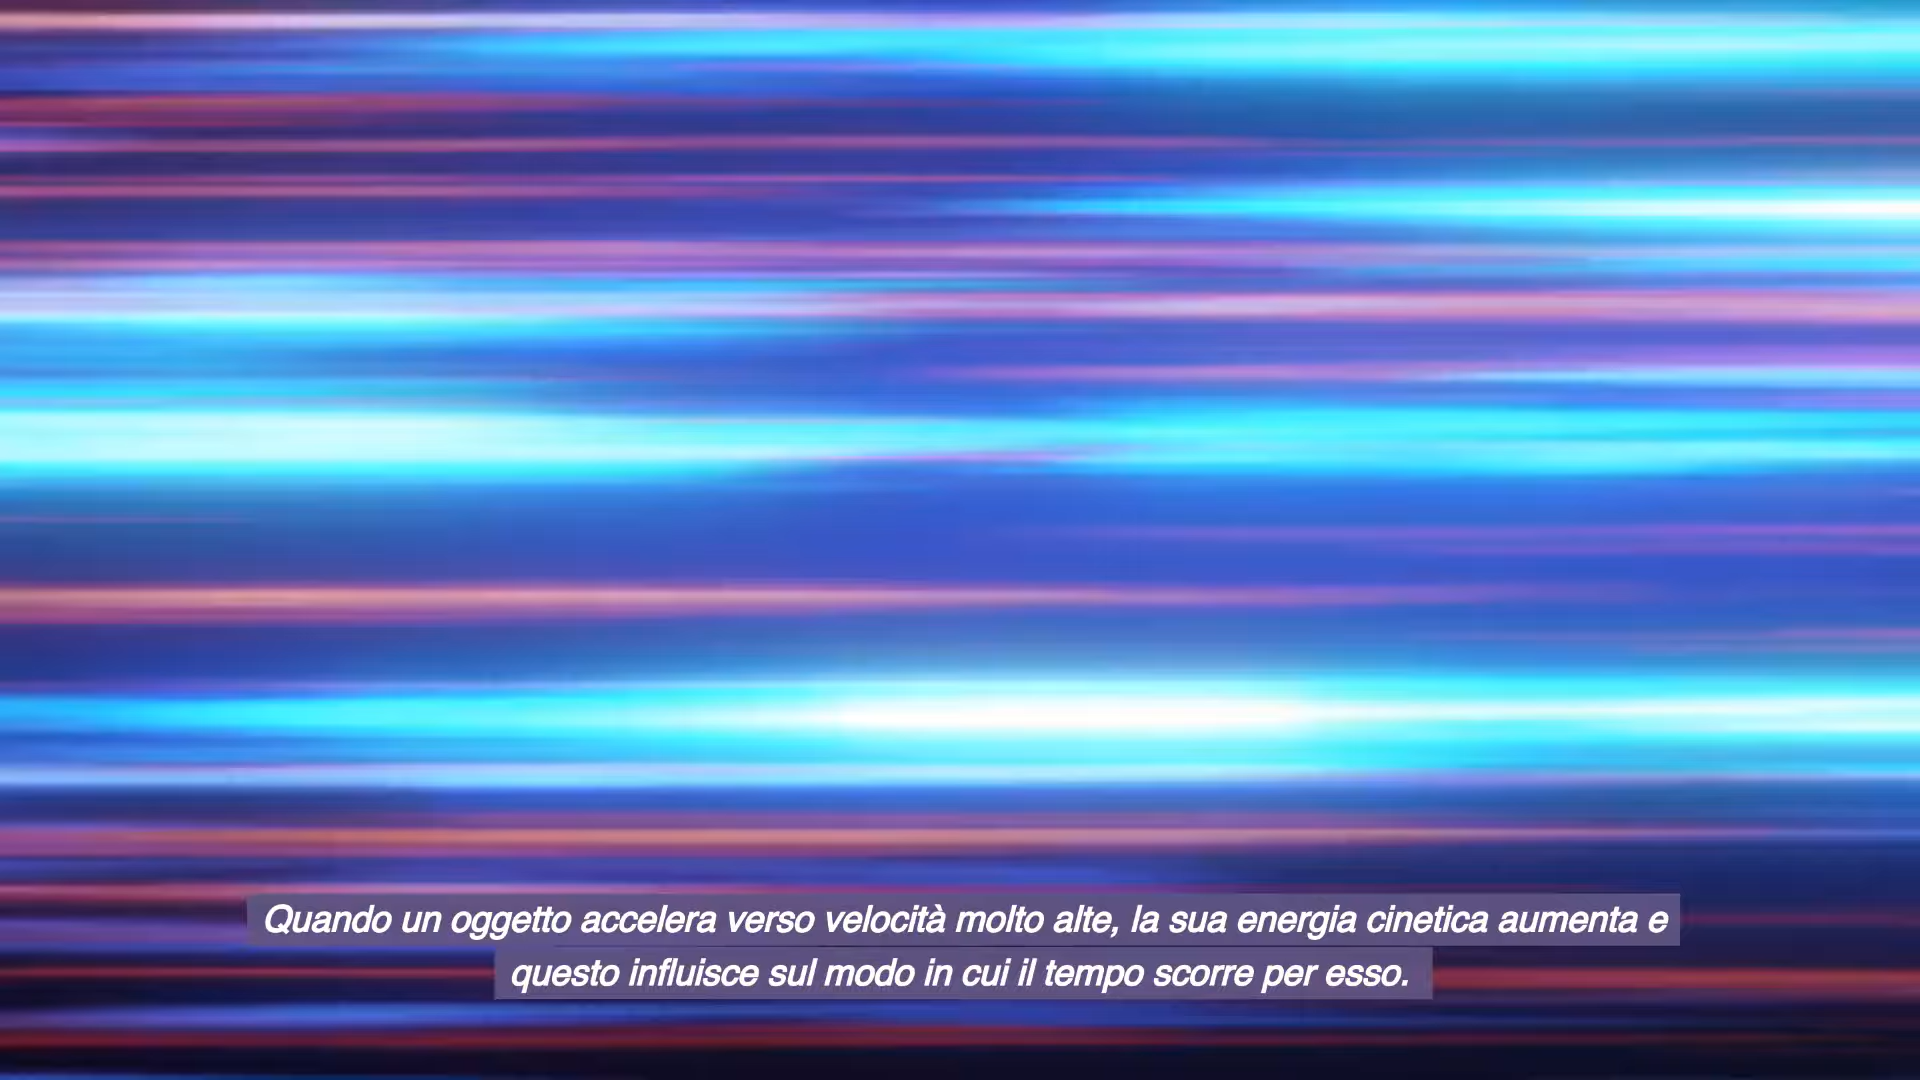 Quando un oggetto accelera verso velocità molto alte, la sua energia cinetica aumenta e
questo influisce sul modo in cui il tempo scorre per esso.